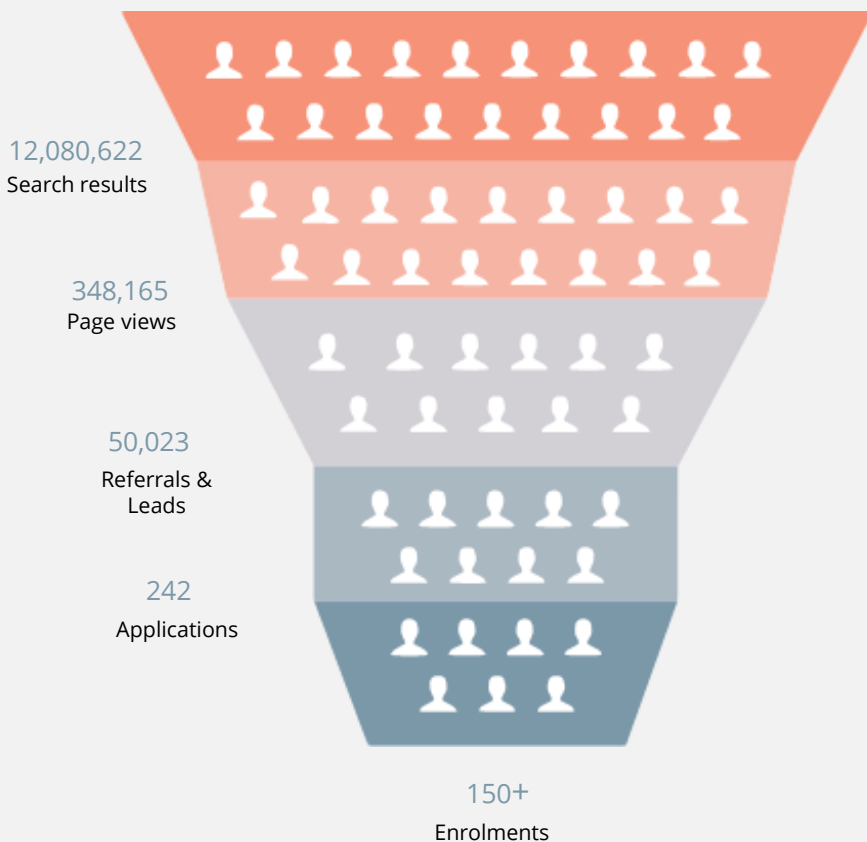 12,080,622
Search results
348,165
Page views
50,023
Referrals &
Leads
242
Applications
150+
Enrolments